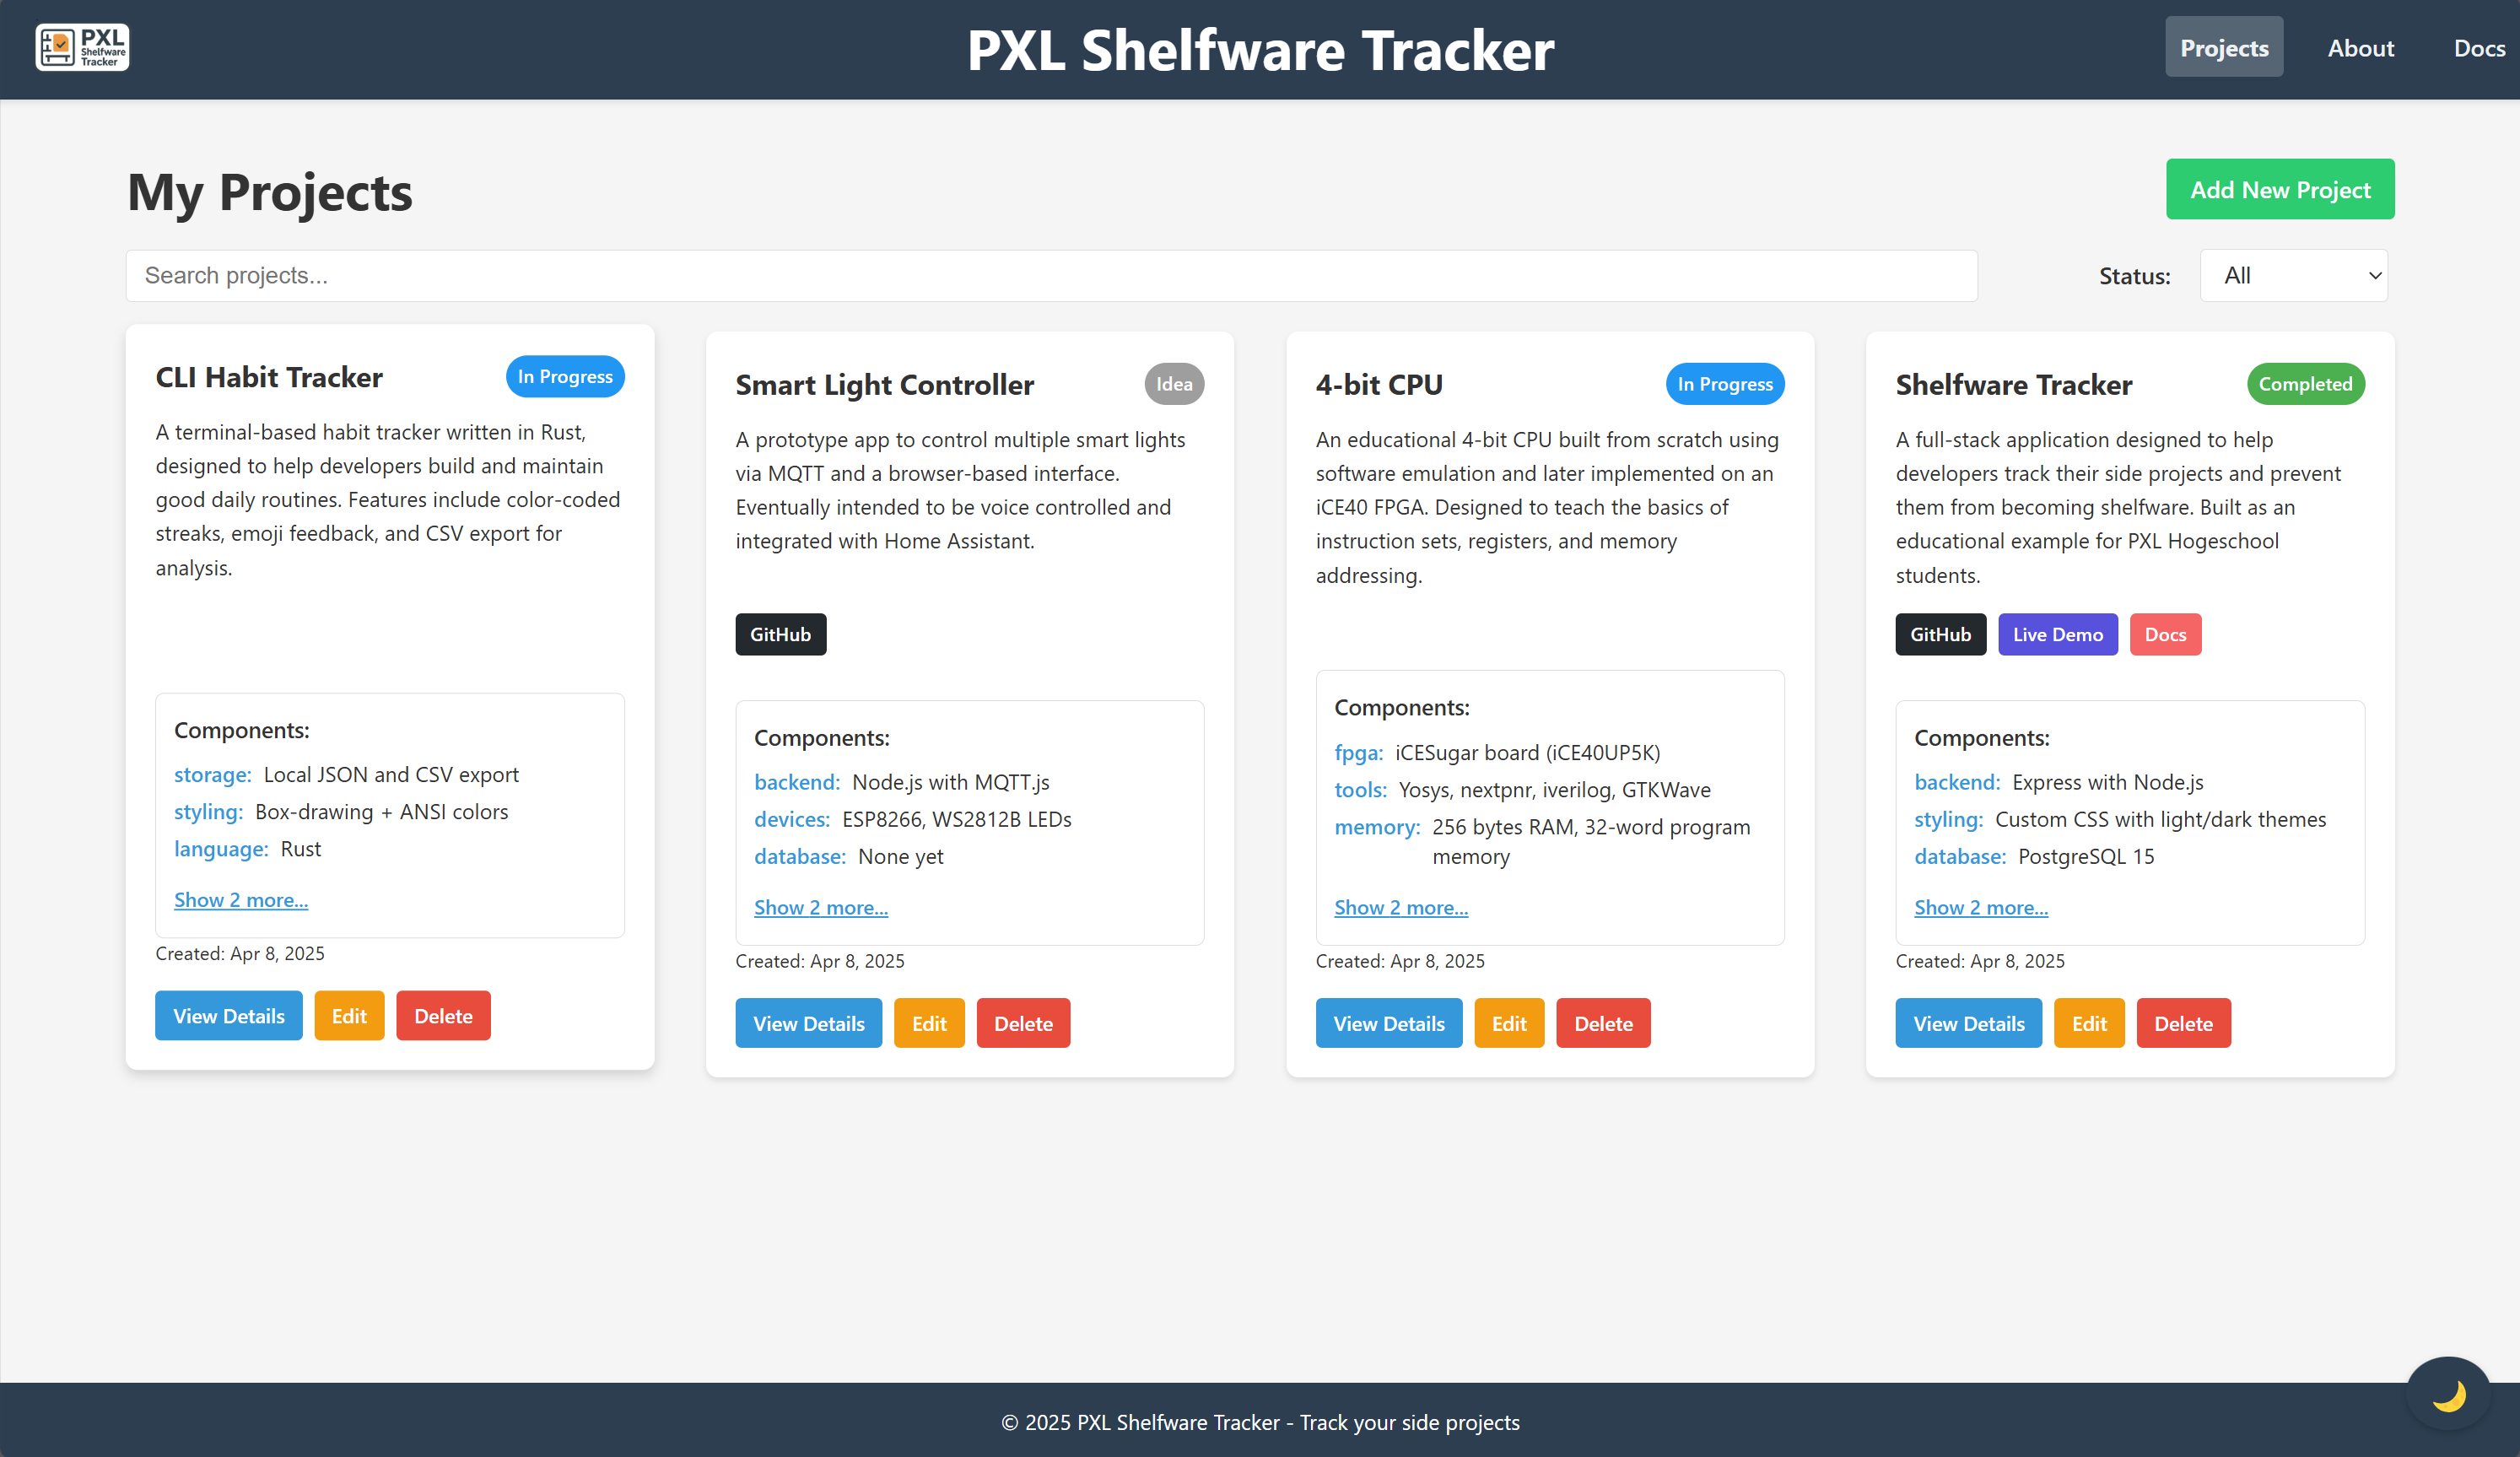 PXL
Shelfware
Tracker
PXL Shelfware Tracker
Projects
About
Docs
My Projects
Add New Project
Search projects...
Status:
All
CLI Habit Tracker
In Progress
A terminal-based habit tracker written in Rust,
designed to help developers build and maintain
good daily routines. Features include color-coded
streaks, emoji feedback, and CSV export for
analysis.
Components:
storage: Local JSON and CSV export
styling: Box-drawing + ANSI colors
language: Rust
Show 2 more...
Created: Apr 8, 2025
View Details
Edit
Delete
Smart Light Controller
Idea
A prototype app to control multiple smart lights
via MQTT and a browser-based interface.
Eventually intended to be voice controlled and
integrated with Home Assistant.
GitHub
Components:
backend: Node.js with MQTT.js
devices: ESP8266, WS2812B LEDs
database: None yet
Show 2 more...
Created: Apr 8, 2025
View Details
Edit
Delete
4-bit CPU
In Progress
An educational 4-bit CPU built from scratch using
software emulation and later implemented on an
iCE40 FPGA. Designed to teach the basics of
instruction sets, registers, and memory
addressing.
Components:
fpga: iCESugar board (iCE40UP5K)
tools: Yosys, nextpnr, iverilog, GTKWave
memory: 256 bytes RAM, 32-word program
memory
Show 2 more...
Created: Apr 8, 2025
View Details
Edit
Delete
Shelfware Tracker
Completed
A full-stack application designed to help
developers track their side projects and prevent
them from becoming shelfware. Built as an
educational example for PXL Hogeschool
students.
GitHub
Live Demo
Docs
Components:
backend: Express with Node.js
styling: Custom CSS with light/dark themes
database: PostgreSQL 15
Show 2 more...
Created: Apr 8, 2025
View Details
Edit
Delete
© 2025 PXL Shelfware Tracker - Track your side projects